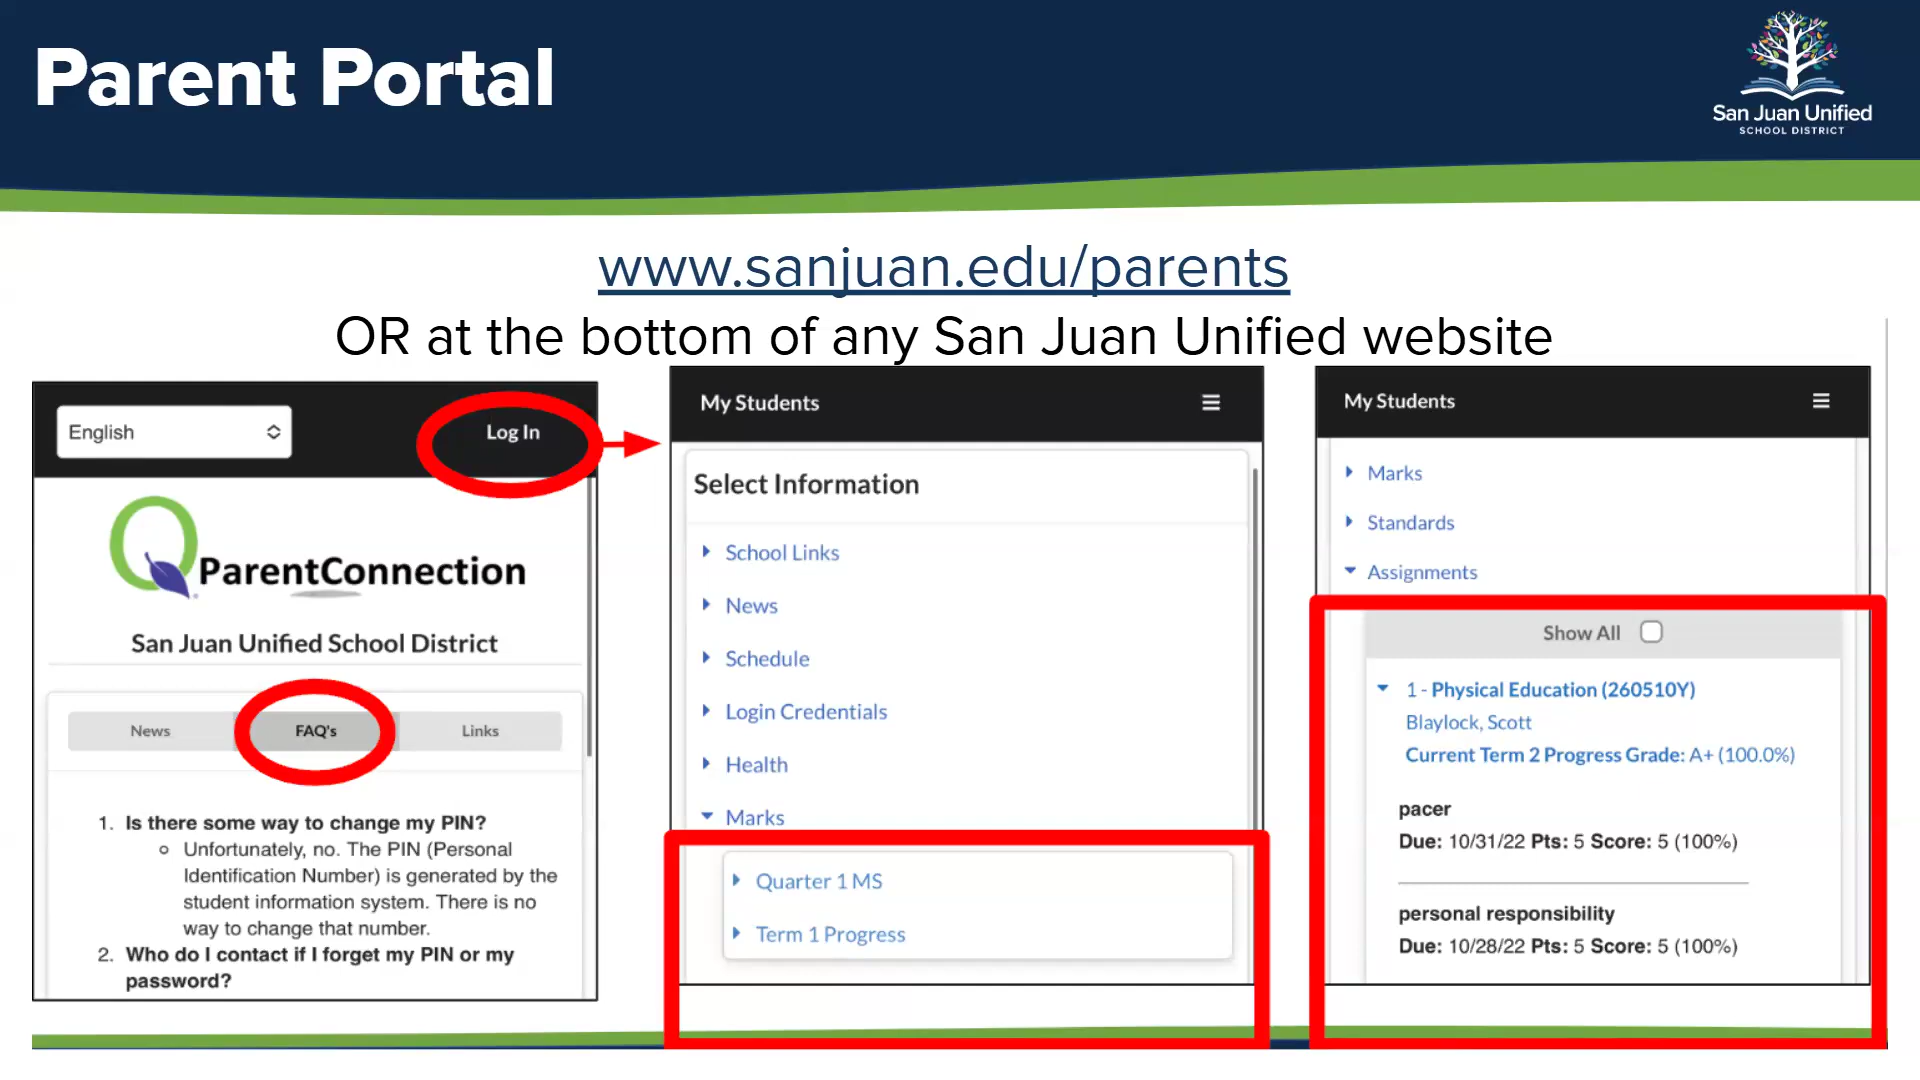 Parent Portal
San Juan Unified
SCHOOL DISTRICT
www.sanjuan.edu/parents
OR at the bottom of any San Juan Unified website
English
Log In
ParentConnection
San Juan Unified School District
News
FAQ's
Links
1. Is there some way to change my PIN?
Unfortunately, no. The PIN (Personal
Identification Number) is generated by the
student information system. There is no
way to change that number.
2. Who do I contact if I forget my PIN or my
password?
My Students
Select Information
School Links
News
Schedule
Login Credentials
Health
Marks
Quarter 1 MS
Term 1 Progress
My Students
Marks
Standards
Assignments
Show All
1 - Physical Education (260510Y)
Blaylock, Scott
Current Term 2 Progress Grade: A+ (100.0%)
pacer
Due: 10/31/22 Pts: 5 Score: 5 (100%)
personal responsibility
Due: 10/28/22 Pts: 5 Score: 5 (100%)